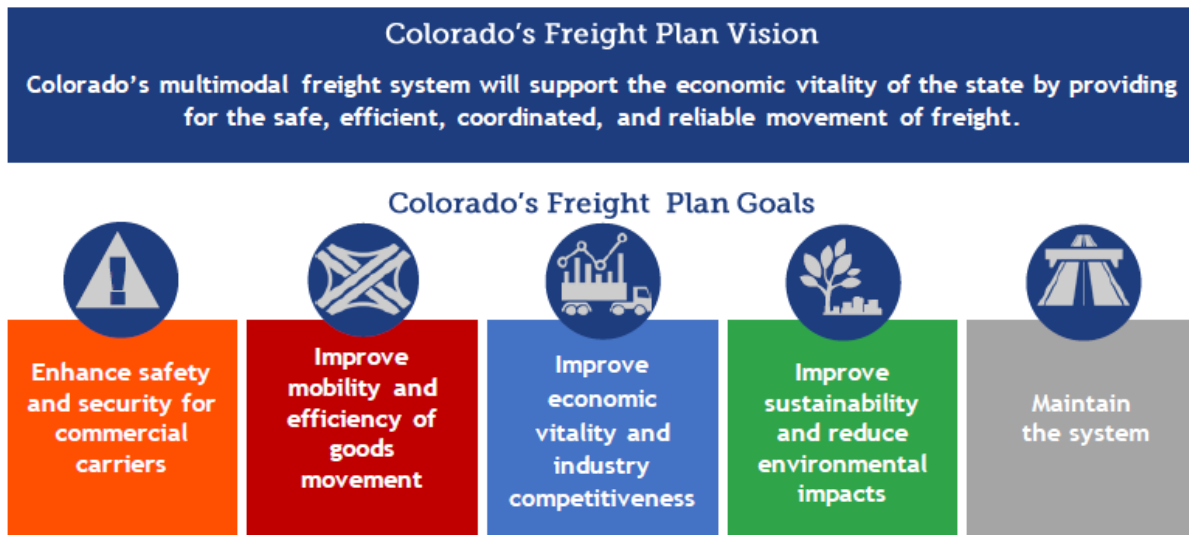 Colorado's Freight Plan Vision
Colorado's multimodal freight system will support the economic vitality of the state by providing
for the safe, efficient, coordinated, and reliable movement of freight.
Colorado's Freight Plan Goals
Enhance safety
and security for
commercial
carriers
Improve
mobility and
efficiency of
goods
movement
Improve
economic
vitality and
industry
competitiveness
Improve
sustainability
and reduce
environmental
impacts
Maintain
the system